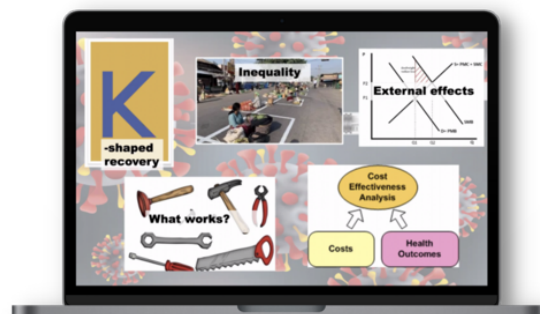 K
-shaped
recovery
Inequality
External effects
What works?
Cost
Effectiveness
Analysis
Costs
Health
Outcomes